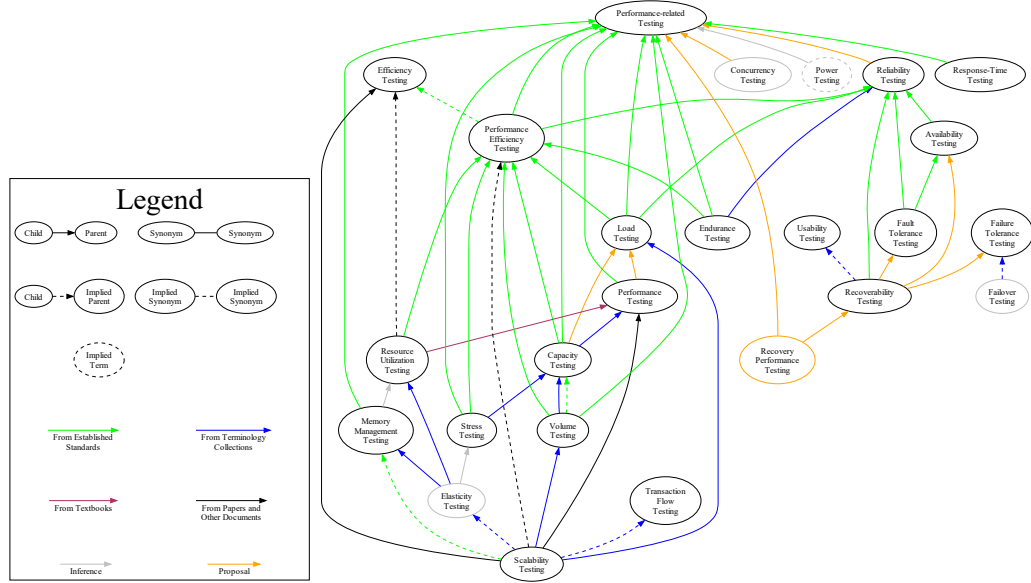 Performance-related
Testing
Efficiency
Testing
Concurrency
Testing
Power
Testing
Reliability
Testing
Response-Time
Testing
Performance
Efficiency
Testing
Availability
Testing
Legend
Child
Parent
Synonym
Synonym
Load
Testing
Endurance
Testing
Usability
Testing
Fault
Tolerance
Testing
Failure
Tolerance
Testing
Child
Implied
Parent
Implied
Synonym
Implied
Synonym
Performance
Testing
Recoverability
Testing
Failover
Testing
Implied
Term
Resource
Utilization
Testing
Capacity
Testing
Recovery
Performance
Testing
From Established
Standards
From Terminology
Collections
Memory
Management
Testing
Stress
Testing
Volume
Testing
From Textbooks
From Papers and
Other Documents
Elasticity
Testing
Transaction
Flow
Testing
Inference
Proposal
Scalability
Testing